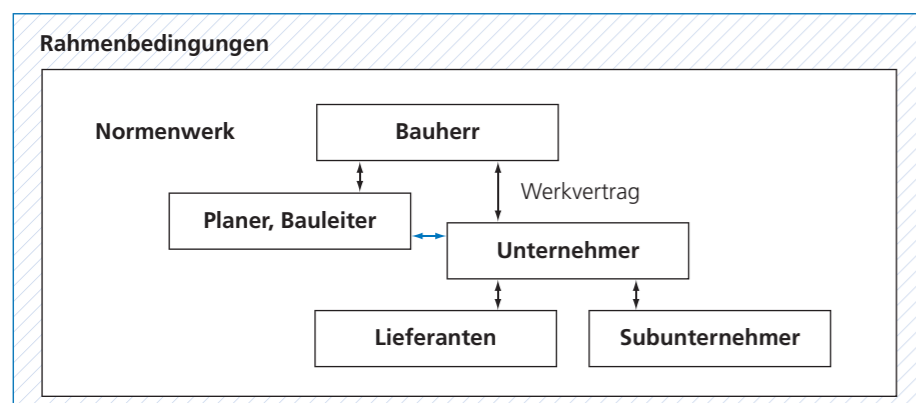 Rahmenbedingungen
Normenwerk
Bauherr
Werkvertrag
Planer, Bauleiter
Unternehmer
Lieferanten
Subunternehmer